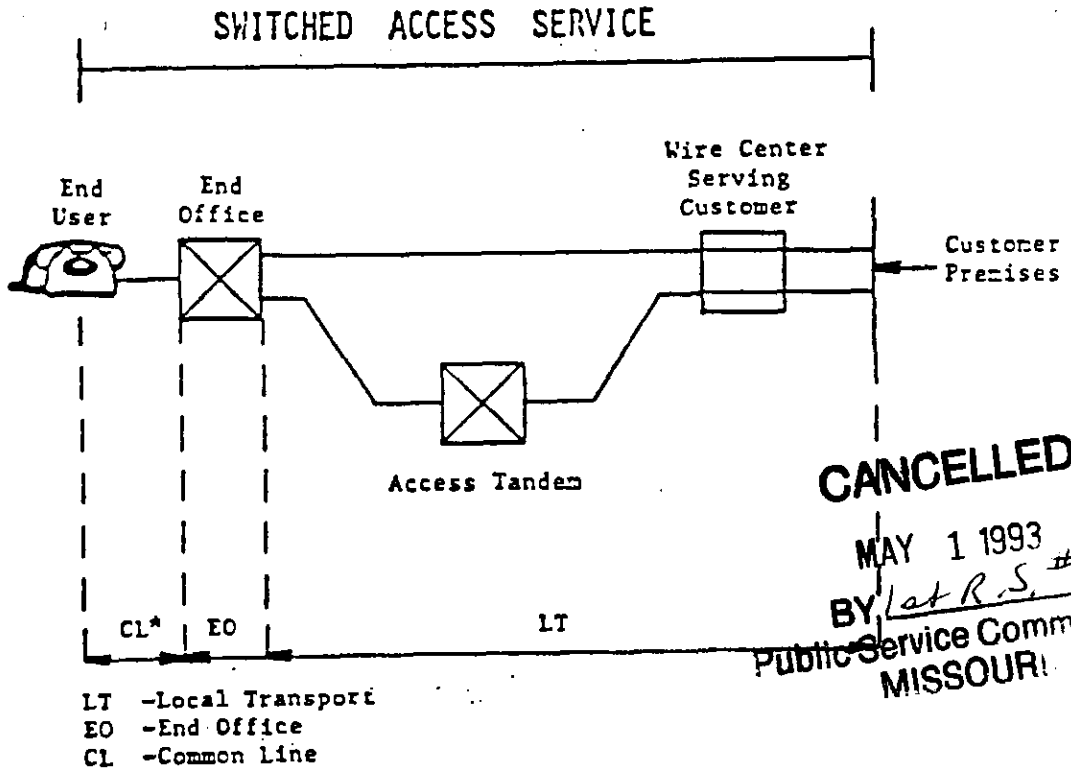 SWITCHED ACCESS SERVICE
Wire Center
Serving
Customer
End
User
End
Office
Customer
Premises
Access Tandem
CANCELLED
MAY 1 1993
BY 1st R.S. #
Public Service Comm
MISSOURI
CL* EO LT
LT -Local Transport
EO -End Office
CL -Common Line